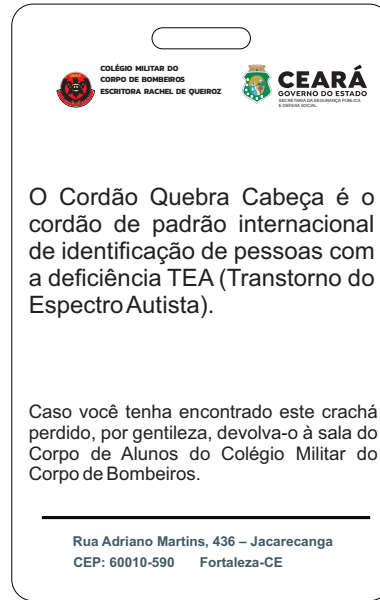 COLÉGIO MILITAR DO
CORPO DE BOMBEIROS
ESCRITORA RACHEL DE QUEIROZ
CEARÁ
GOVERNO DO ESTADO
SECRETARIA DA SEGURANÇA PÚBLICA
E DEFESA SOCIAL
O Cordão Quebra Cabeça é o
cordão de padrão internacional
de identificação de pessoas com
a deficiência TEA (Transtorno do
Espectro Autista).
Caso você tenha encontrado este crachá
perdido, por gentileza, devolva-o à sala do
Corpo de Alunos do Colégio Militar do
Corpo de Bombeiros.
Rua Adriano Martins, 436 – Jacarecanga
CEP: 60010-590 Fortaleza-CE